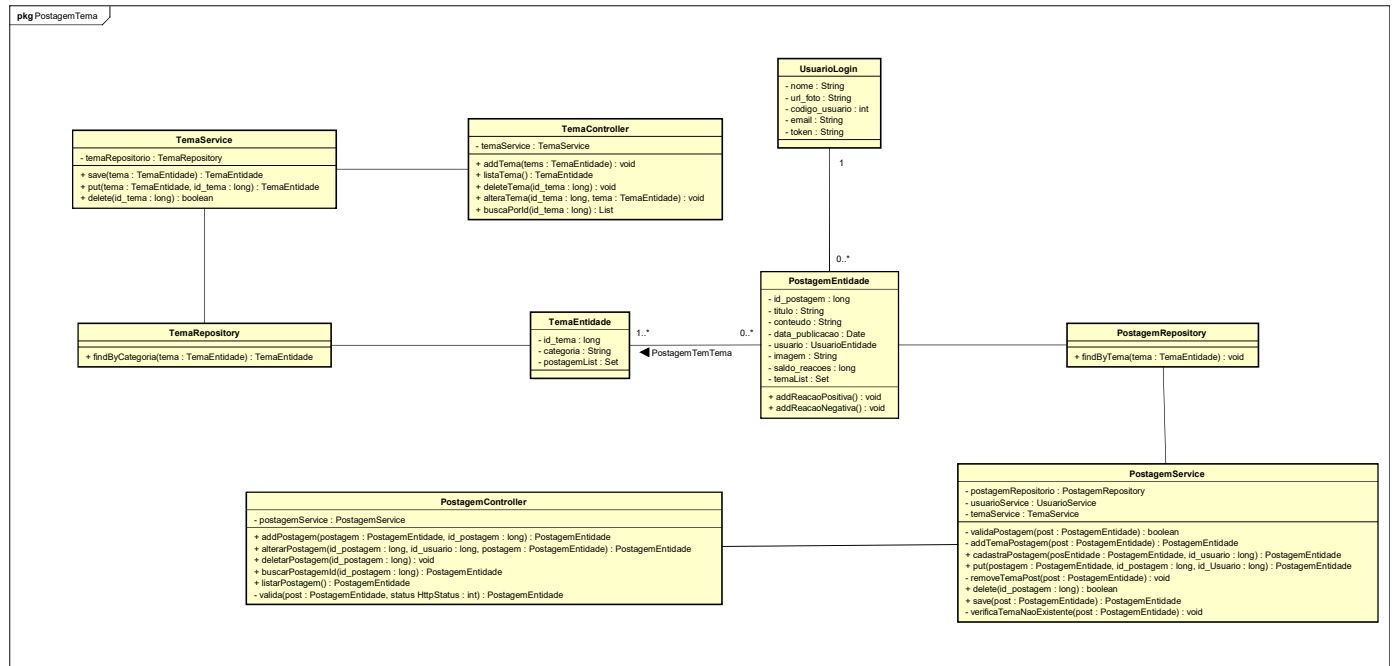 pkg PostagemTema
UsuarioLogin
- nome : String
- url_foto : String
- codigo_usuario : int
- email : String
- token : String
TemaService
- temaRepositorio : TemaRepository
+ save(tema : TemaEntidade) : TemaEntidade
+ put(tema : TemaEntidade, id_tema : long) : TemaEntidade
+ delete(id_tema : long) : boolean
TemaController
- temaService : TemaService
+ addTema(tems : TemaEntidade) : void
+ listaTema() : TemaEntidade
+ deleteTema(id_tema : long) : void
+ alteraTema(id_tema : long, tema : TemaEntidade) : void
+ buscaPorId(id_tema : long) : List
1
0..*
TemaRepository
+ findByCategoria(tema : TemaEntidade) : TemaEntidade
TemaEntidade
- id_tema : long
- categoria : String
- postagemList : Set
1..*
0..*
PostagemTemTema
PostagemEntidade
- id_postagem : long
- titulo : String
- conteudo : String
- data_publicacao : Date
- usuario : UsuarioEntidade
- imagem : String
- saldo_reacoes : long
- temaList : Set
+ addReacaoPositiva() : void
+ addReacaoNegativa() : void
PostagemRepository
+ findByTema(tema : TemaEntidade) : void
PostagemController
- postagemService : PostagemService
+ addPostagem(postagem : PostagemEntidade, id_postagem : long) : PostagemEntidade
+ alterarPostagem(id_postagem : long, id_usuario : long, postagem : PostagemEntidade) : PostagemEntidade
+ deletarPostagem(id_postagem : long) : void
+ buscarPostagemId(id_postagem : long) : PostagemEntidade
+ listarPostagem() : PostagemEntidade
- valida(post : PostagemEntidade, status HttpStatus : int) : PostagemEntidade
PostagemService
- postagemRepositorio : PostagemRepository
- usuarioService : UsuarioService
- temaService : TemaService
- validaPostagem(post : PostagemEntidade) : boolean
- addTemaPostagem(post : PostagemEntidade) : PostagemEntidade
+ cadastraPostagem(posEntidade : PostagemEntidade, id_usuario : long) : PostagemEntidade
+ put(postagem : PostagemEntidade, id_postagem : long, id_Usuario : long) : PostagemEntidade
- removeTemaPost(post : PostagemEntidade) : void
+ delete(id_postagem : long) : boolean
+ save(post : PostagemEntidade) : PostagemEntidade
- verificaTemaNaoExistente(post : PostagemEntidade) : void